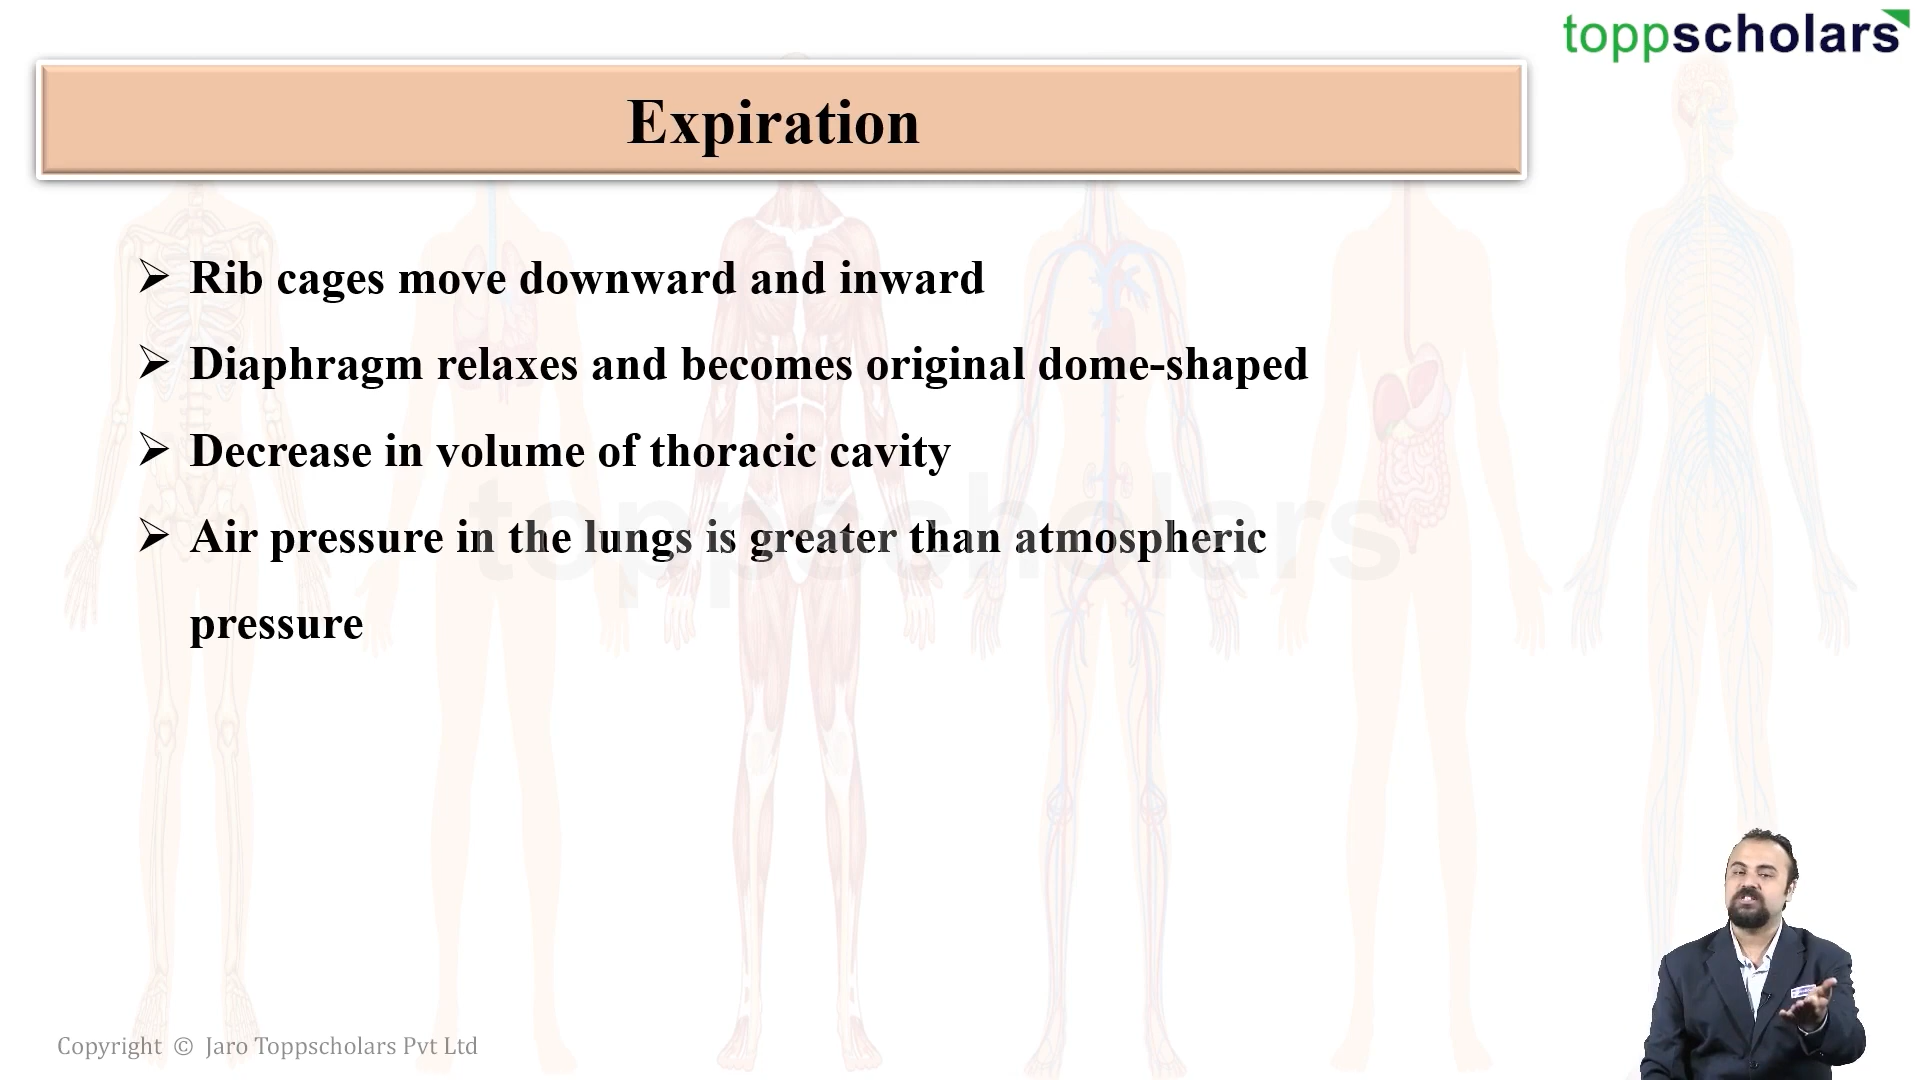 toppscholars
Expiration
➢ Rib cages move downward and inward
➢ Diaphragm relaxes and becomes original dome-shaped
➢ Decrease in volume of thoracic cavity
➢ Air pressure in the lungs is greater than atmospheric
pressure
toppscholars
Copyright © Jaro Toppscholars Pvt Ltd